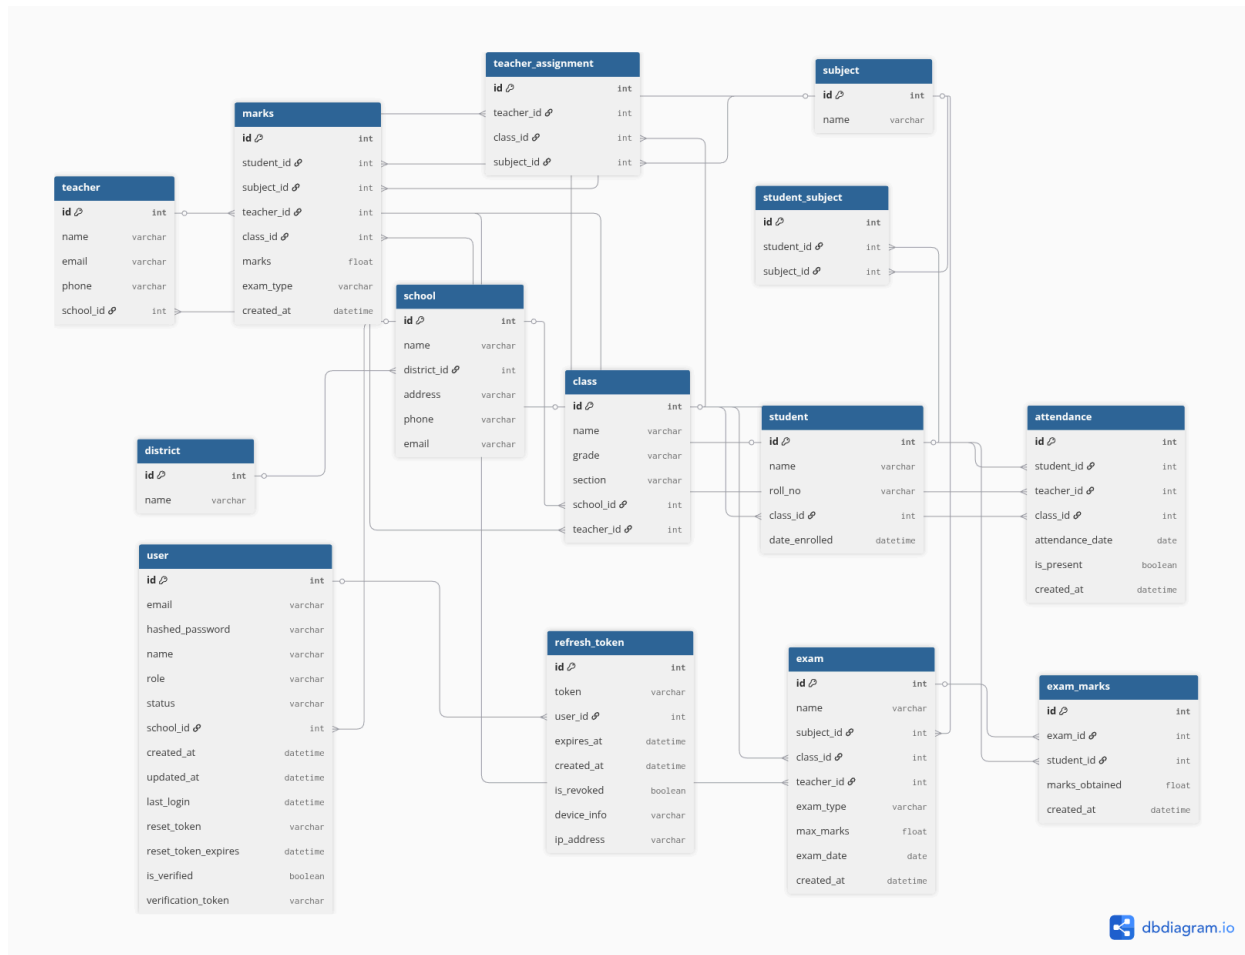 teacher_assignment
id int
teacher_id int
class_id int
subject_id int
subject
id int
name varchar
marks
id int
student_id int
subject_id int
teacher_id int
class_id int
marks float
exam_type varchar
created_at datetime
teacher
id int
name varchar
email varchar
phone varchar
school_id int
student_subject
id int
student_id int
subject_id int
school
id int
name varchar
district_id int
address varchar
phone varchar
email varchar
class
id int
name varchar
grade varchar
section varchar
school_id int
teacher_id int
student
id int
name varchar
roll_no varchar
class_id int
date_enrolled datetime
attendance
id int
student_id int
teacher_id int
class_id int
attendance_date date
is_present boolean
created_at datetime
district
id int
name varchar
user
id int
email varchar
hashed_password varchar
name varchar
role varchar
status varchar
school_id int
created_at datetime
updated_at datetime
last_login datetime
reset_token varchar
reset_token_expires datetime
is_verified boolean
verification_token varchar
refresh_token
id int
token varchar
user_id int
expires_at datetime
created_at datetime
is_revoked boolean
device_info varchar
ip_address varchar
exam
id int
name varchar
subject_id int
class_id int
teacher_id int
exam_type varchar
max_marks float
exam_date date
created_at datetime
exam_marks
id int
exam_id int
student_id int
marks_obtained float
created_at datetime
dbdiagram.io